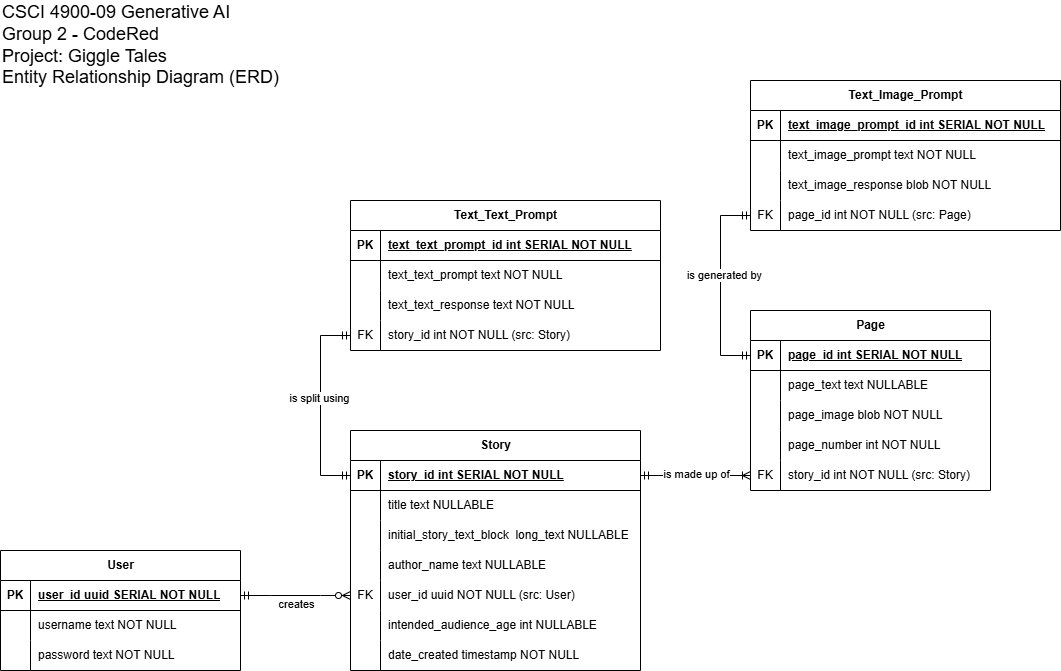 CSCI 4900-09 Generative AI
Group 2 - CodeRed
Project: Giggle Tales
Entity Relationship Diagram (ERD)
Text_Image_Prompt
PK text_image_prompt_id int SERIAL NOT NULL
text_image_prompt text NOT NULL
text_image_response blob NOT NULL
FK page_id int NOT NULL (src: Page)
Text_Text_Prompt
PK text_text_prompt_id int SERIAL NOT NULL
text_text_prompt text NOT NULL
text_text_response text NOT NULL
FK story_id int NOT NULL (src: Story)
is generated by
Page
PK page_id int SERIAL NOT NULL
page_text text NULLABLE
page_image blob NOT NULL
page_number int NOT NULL
FK story_id int NOT NULL (src: Story)
is split using
Story
PK story_id int SERIAL NOT NULL
title text NULLABLE
initial_story_text_block long_text NULLABLE
author_name text NULLABLE
FK user_id uuid NOT NULL (src: User)
intended_audience_age int NULLABLE
date_created timestamp NOT NULL
is made up of
User
PK user_id uuid SERIAL NOT NULL
username text NOT NULL
password text NOT NULL
creates